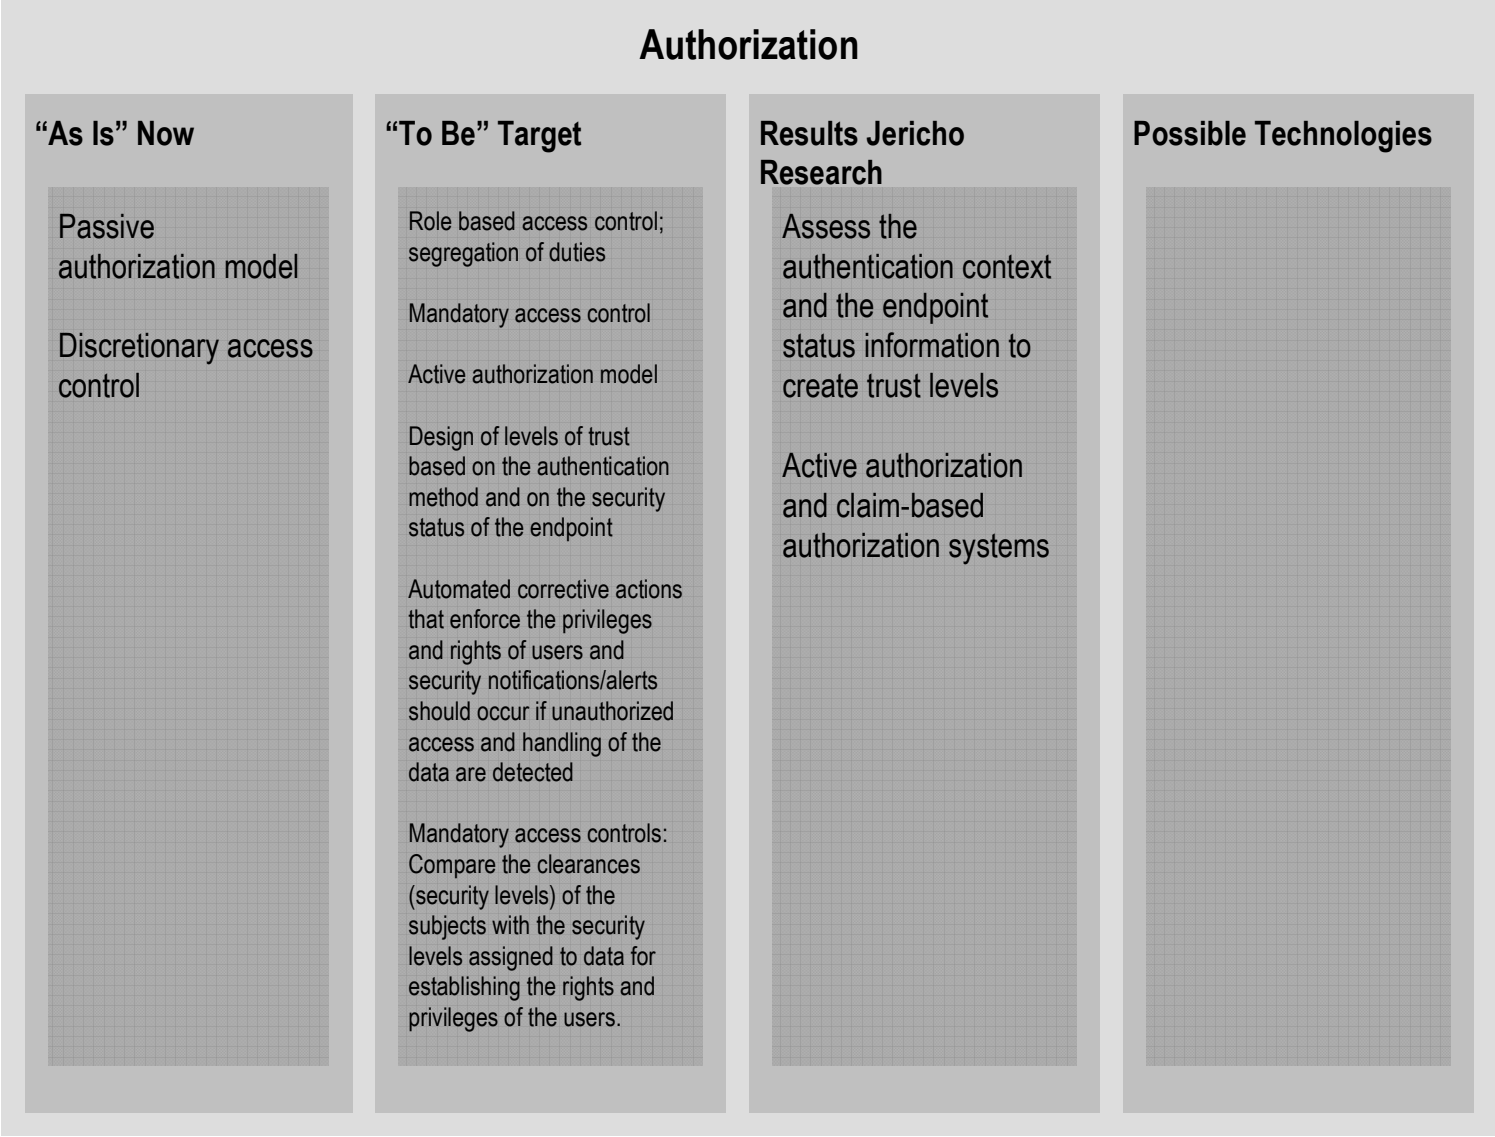 Authorization
“As Is” Now
Passive
authorization model
Discretionary access
control
“To Be” Target
Role based access control;
segregation of duties
Mandatory access control
Active authorization model
Design of levels of trust
based on the authentication
method and on the security
status of the endpoint
Automated corrective actions
that enforce the privileges
and rights of users and
security notifications/alerts
should occur if unauthorized
access and handling of the
data are detected
Mandatory access controls:
Compare the clearances
(security levels) of the
subjects with the security
levels assigned to data for
establishing the rights and
privileges of the users.
Results Jericho
Research
Assess the
authentication context
and the endpoint
status information to
create trust levels
Active authorization
and claim-based
authorization systems
Possible Technologies